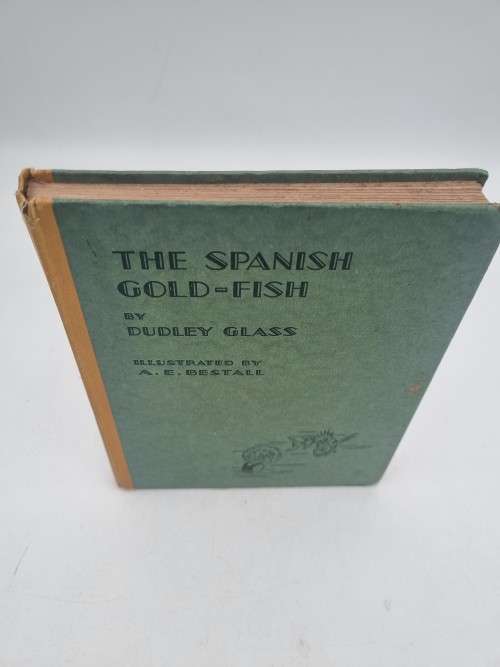 THE SPANISH
GOLD-FISH
BY
DUDLEY GLASS
ILLUSTRATED BY
A. E. BESTALL